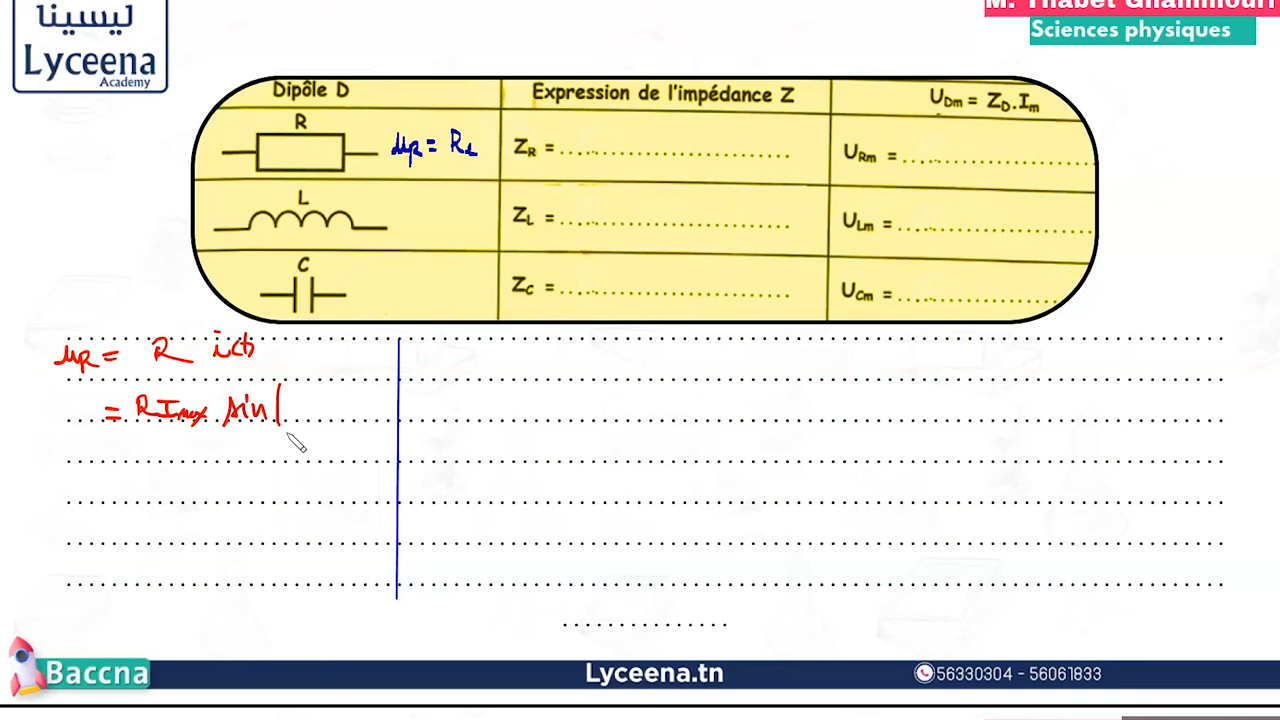 M. Thabet Ghammouri
ليسينا
Sciences physiques
Lyceena
Academy
Dipôle D
Expression de l'impédance Z
UDm = ZD.Im
R
uR = Ri
ZR = ........................
URm = ........................
L
ZL = ........................
ULm = ........................
C
ZC = ........................
UCm = ........................
uR = R i(t)
= R Imax sin(
Baccna
Lyceena.tn
56330304 - 56061833